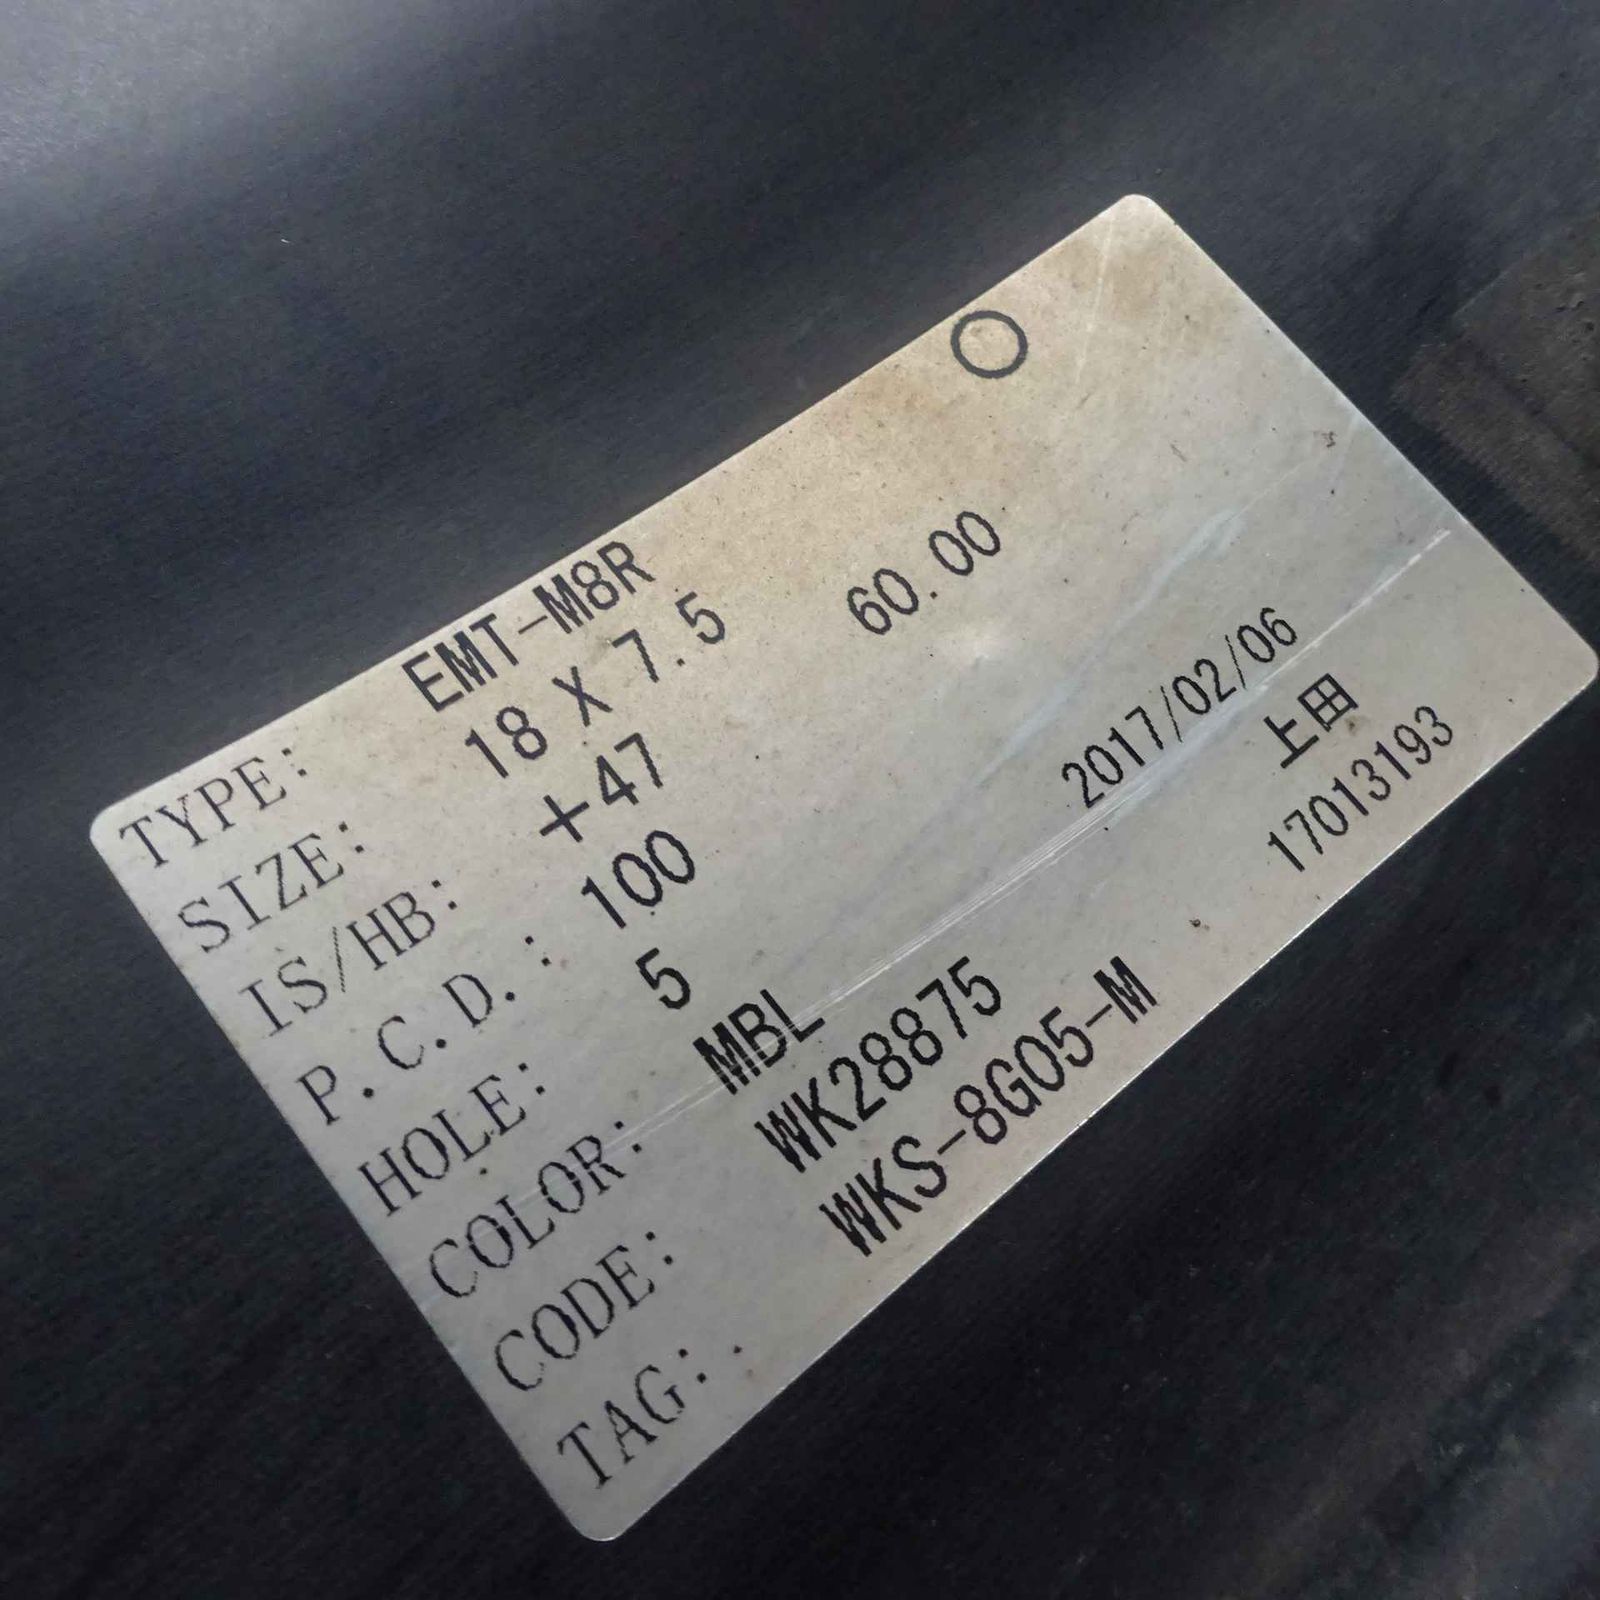 ○
TYPE: EMT-M8R
SIZE: 18 X 7.5
IS/HB: +47 60.00
P.C.D.: 100
HOLE: 5
COLOR: MBL 2017/02/06
CODE: WK28875 上田
TAG: WKS-8G05-M 17013193